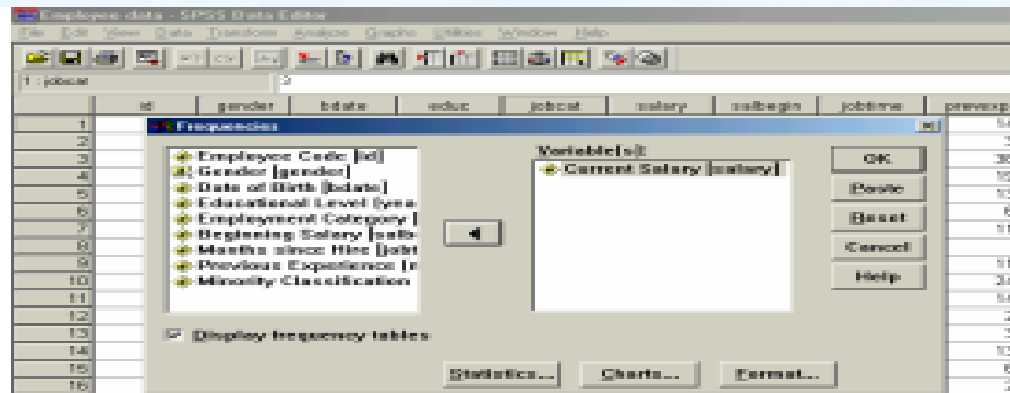 Employee data - SPSS Data Editor
File Edit View Data Transform Analyze Graphs Utilities Window Help
1 : jobcat
id gender bdate educ jobcat salary salbegin jobtime prevexp
1
2
3
4
5
6
7
8
9
10
11
12
13
14
15
16
Frequencies
Employee Code [id]
Gender [gender]
Date of Birth [bdate]
Educational Level [yea
Employment Category [
Beginning Salary [salb
Months since Hire [jobt
Previous Experience [
Minority Classification
Variable(s):
Current Salary [salary]
OK
Paste
Reset
Cancel
Help
Display frequency tables
Statistics... Charts... Format...